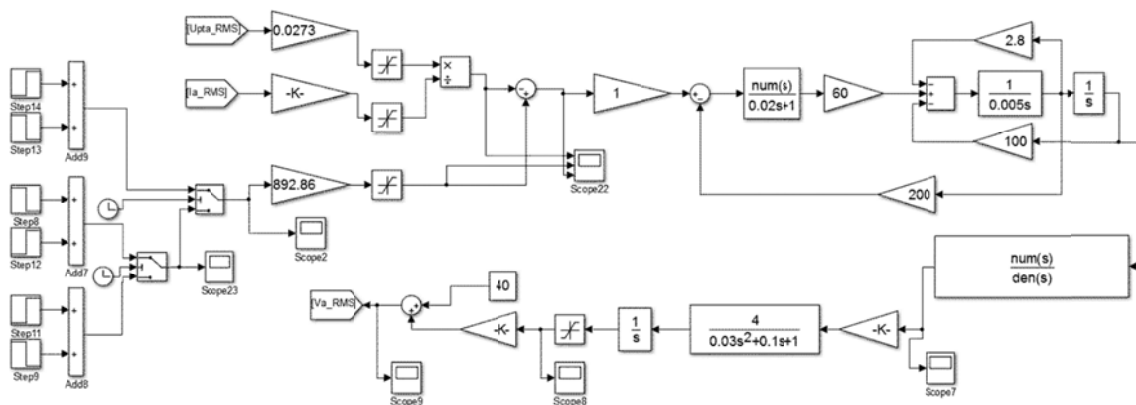 [Upta_RMS]
0.0273
[Ia_RMS]
-K-
×
÷
Step14
Step13
Add9
+
+
892.86
Step8
Step12
Add7
+
+
Scope2
Scope23
Step11
Step9
Add8
+
+
-
-
Scope22
1
+
-
num(s)
0.02s+1
60
2.8
-
+
-
1
0.005s
1
s
100
200
num(s)
den(s)
[Va_RMS]
+
+
40
-K-
1
s
4
0.03s²+0.1s+1
-K-
Scope9
Scope8
Scope7